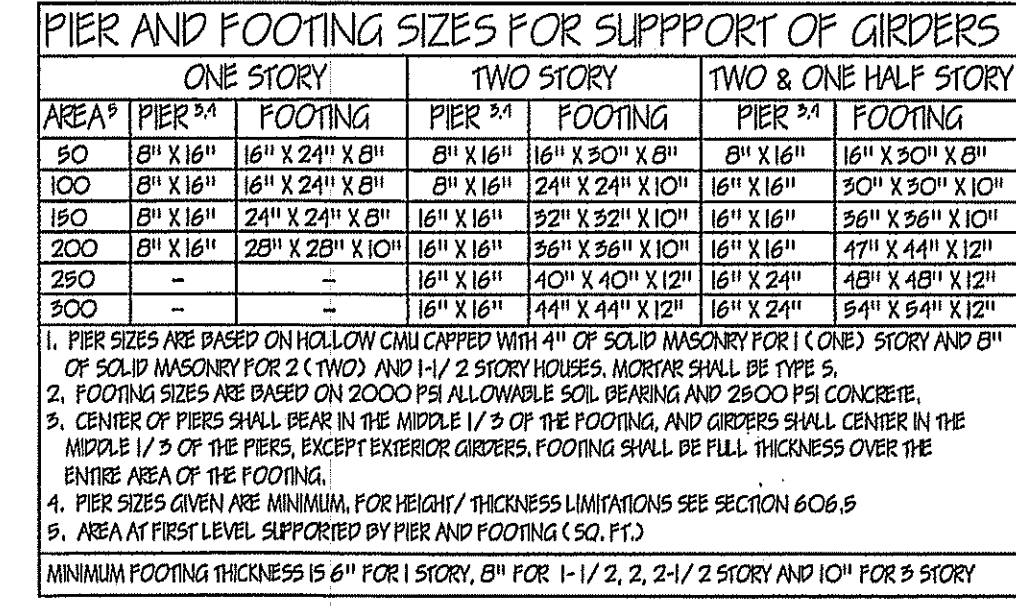 PIER AND FOOTING SIZES FOR SUPPPORT OF GIRDERS
ONE STORY TWO STORY TWO & ONE HALF STORY
AREA5 PIER 3,4 FOOTING PIER 3,4 FOOTING PIER 3,4 FOOTING
50 8" X 16" 16" X 24" X 8" 8" X 16" 16" X 30" X 8" 8" X 16" 16" X 30" X 8"
100 8" X 16" 16" X 24" X 8" 8" X 16" 24" X 24" X 10" 16" X 16" 30" X 30" X 10"
150 8" X 16" 24" X 24" X 8" 16" X 16" 32" X 32" X 10" 16" X 16" 36" X 36" X 10"
200 8" X 16" 28" X 28" X 10" 16" X 16" 36" X 36" X 10" 16" X 16" 47" X 44" X 12"
250 - - 16" X 16" 40" X 40" X 12" 16" X 24" 48" X 48" X 12"
300 - - 16" X 16" 44" X 44" X 12" 16" X 24" 54" X 54" X 12"
1. PIER SIZES ARE BASED ON HOLLOW CMU CAPPED WITH 4" OF SOLID MASONRY FOR 1 ( ONE) STORY AND 8"
OF SOLID MASONRY FOR 2 ( TWO) AND 1-1/ 2 STORY HOUSES. MORTAR SHALL BE TYPE S.
2. FOOTING SIZES ARE BASED ON 2000 PSI ALLOWABLE SOIL BEARING AND 2500 PSI CONCRETE.
3. CENTER OF PIERS SHALL BEAR IN THE MIDDLE 1/ 3 OF THE FOOTING, AND GIRDERS SHALL CENTER IN THE
MIDDLE 1/ 3 OF THE PIERS, EXCEPT EXTERIOR GIRDERS. FOOTING SHALL BE FULL THICKNESS OVER THE
ENTIRE AREA OF THE FOOTING.
4. PIER SIZES GIVEN ARE MINIMUM. FOR HEIGHT/ THICKNESS LIMITATIONS SEE SECTION 606.5
5. AREA AT FIRST LEVEL SUPPORTED BY PIER AND FOOTING ( SQ. FT.)
MINIMUM FOOTING THICKNESS IS 6" FOR 1 STORY, 8" FOR 1- 1/ 2, 2, 2-1/ 2 STORY AND 10" FOR 3 STORY